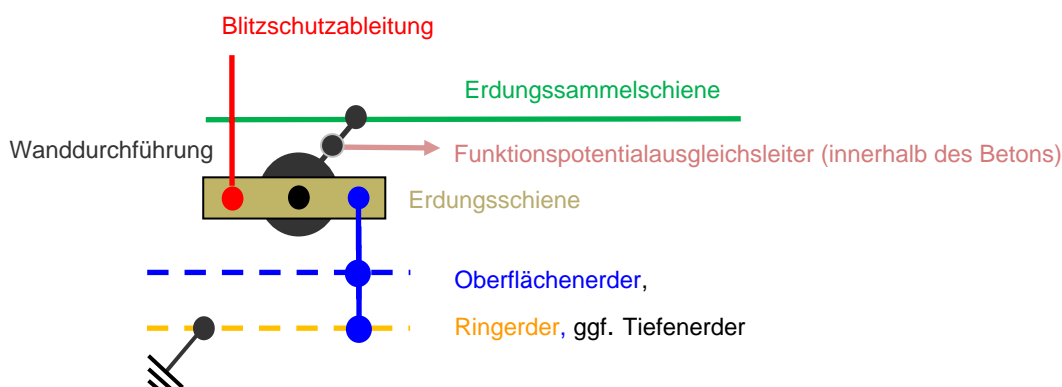 Blitzschutzableitung
Erdungssammelschiene
Wanddurchführung
Funktionspotentialausgleichsleiter (innerhalb des Betons)
Erdungsschiene
Oberflächenerder,
Ringerder, ggf. Tiefenerder